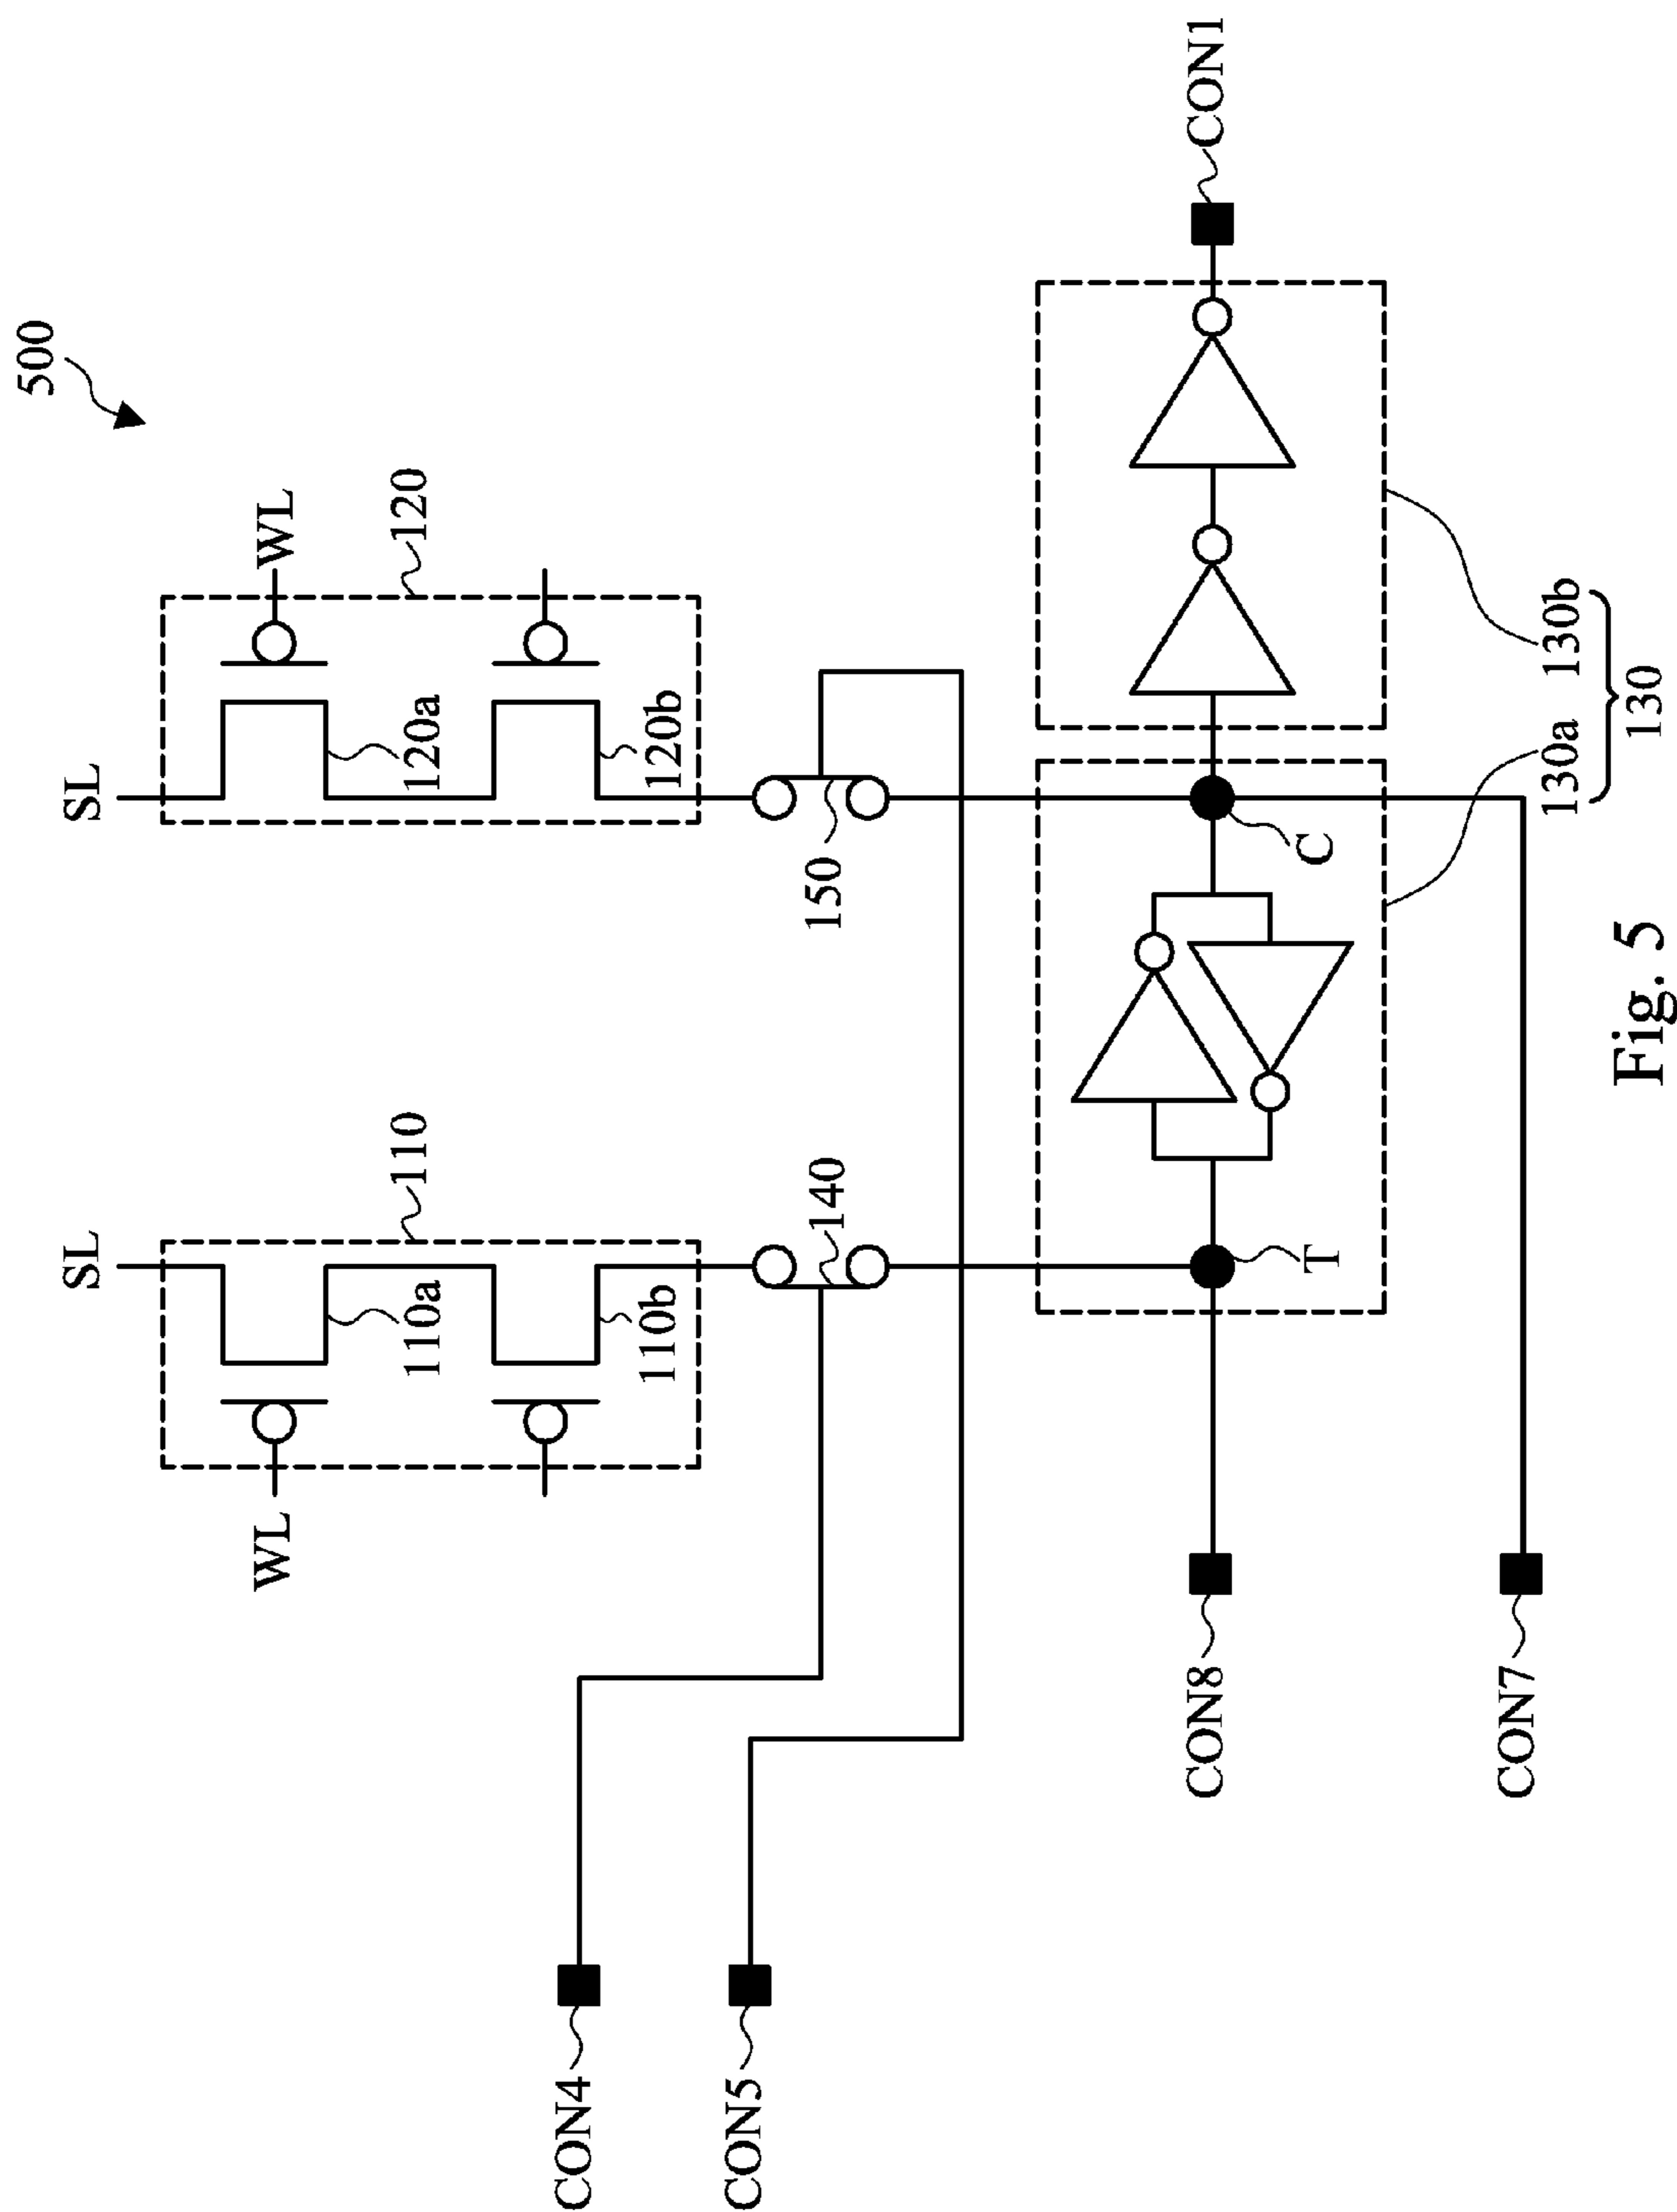 500
SL
SL
WL
WL
110
120
110a
120a
110b
120b
140
150
CON4
CON5
CON8
CON7
CON1
T
C
130a
130b
130
Fig. 5